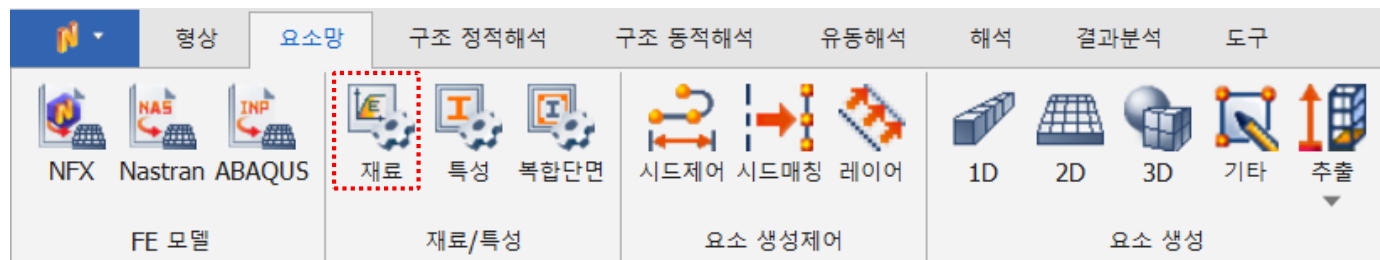 형상 요소망 구조 정적해석 구조 동적해석 유동해석 해석 결과분석 도구
NAS INP E
NFX Nastran ABAQUS 재료 특성 복합단면 시드제어 시드매칭 레이어 1D 2D 3D 기타 추출
FE 모델 재료/특성 요소 생성제어 요소 생성